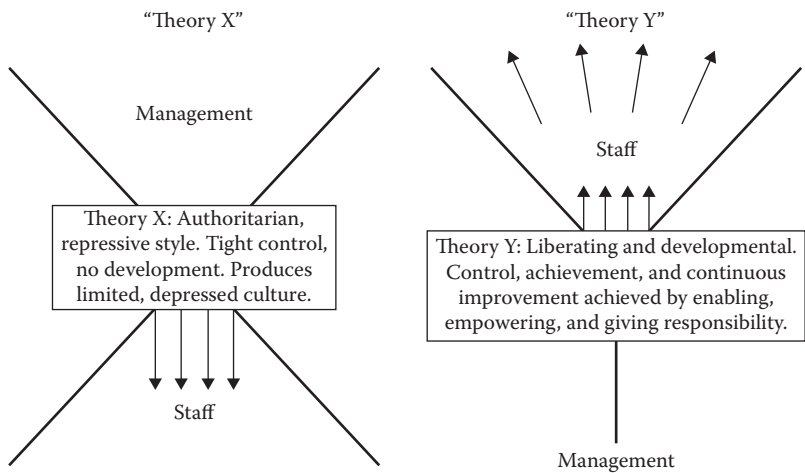 “Theory X”
Management
Theory X: Authoritarian,
repressive style. Tight control,
no development. Produces
limited, depressed culture.
Staff
“Theory Y”
Staff
Theory Y: Liberating and developmental.
Control, achievement, and continuous
improvement achieved by enabling,
empowering, and giving responsibility.
Management